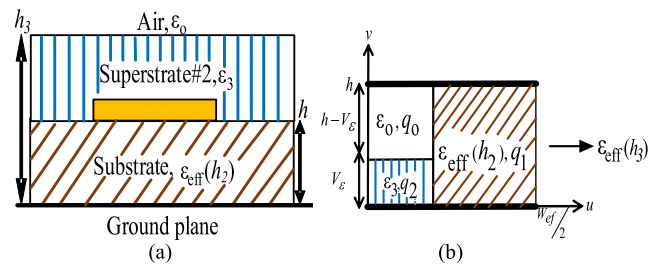 h₃
Air, ε₀
Superstrate#2, ε₃
h
Substrate, εeff(h₂)
Ground plane
(a)
v
h
h−Vε
ε₀, q₀
Vε
ε₃, q₂
εeff(h₂), q₁
εeff(h₃)
Wef/2
u
(b)